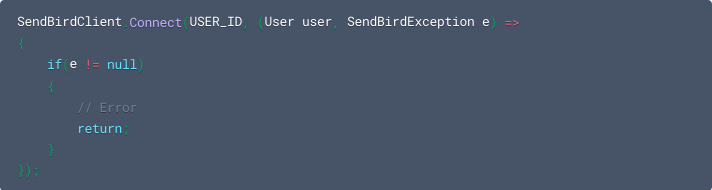 SendBirdClient.Connect(USER_ID, (User user, SendBirdException e) =>
{
    if(e != null)
    {
        // Error
        return;
    }
});